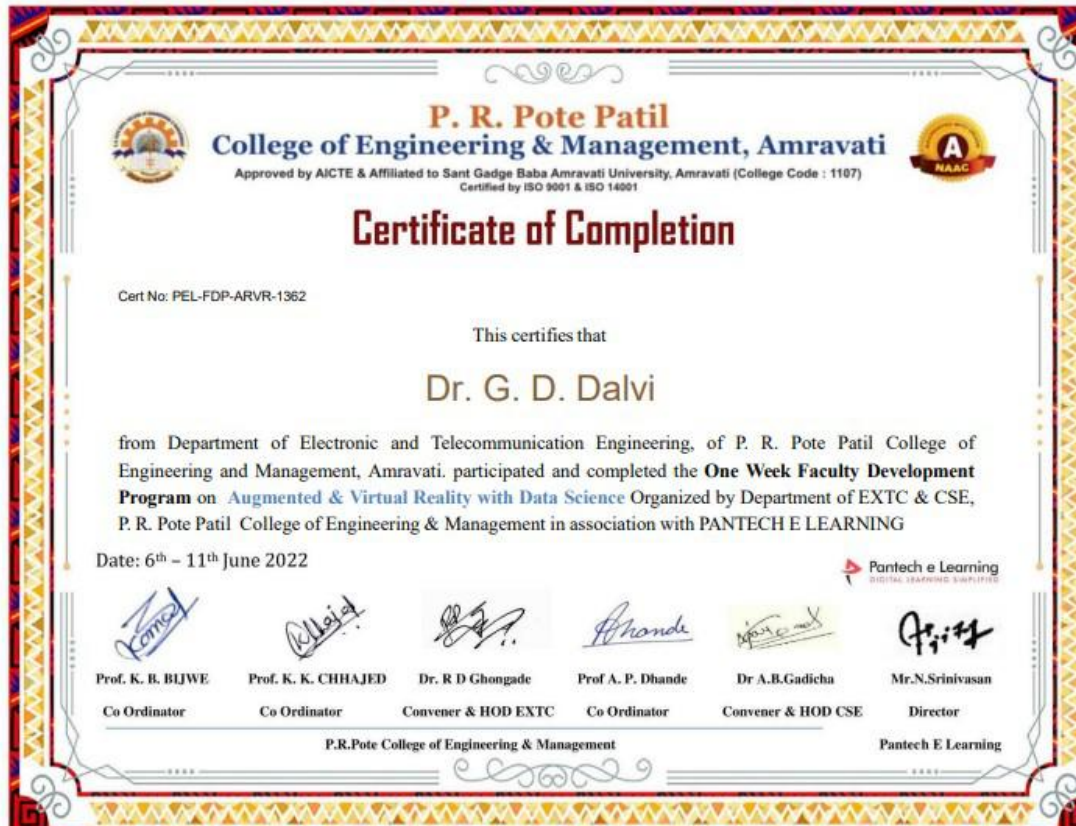 P. R. Pote Patil
College of Engineering & Management, Amravati
Approved by AICTE & Affiliated to Sant Gadge Baba Amravati University, Amravati (College Code : 1107)
Certified by ISO 9001 & ISO 14001
A
NAAC
Certificate of Completion
Cert No: PEL-FDP-ARVR-1362
This certifies that
Dr. G. D. Dalvi
from Department of Electronic and Telecommunication Engineering, of P. R. Pote Patil College of
Engineering and Management, Amravati. participated and completed the One Week Faculty Development
Program on Augmented & Virtual Reality with Data Science Organized by Department of EXTC & CSE,
P. R. Pote Patil College of Engineering & Management in association with PANTECH E LEARNING
Date: 6th – 11th June 2022
Pantech e Learning
DIGITAL LEARNING SIMPLIFIED
Prof. K. B. BIJWE Prof. K. K. CHHAJED Dr. R D Ghongade Prof A. P. Dhande Dr A.B.Gadicha Mr.N.Srinivasan
Co Ordinator Co Ordinator Convener & HOD EXTC Co Ordinator Convener & HOD CSE Director
P.R.Pote College of Engineering & Management Pantech E Learning